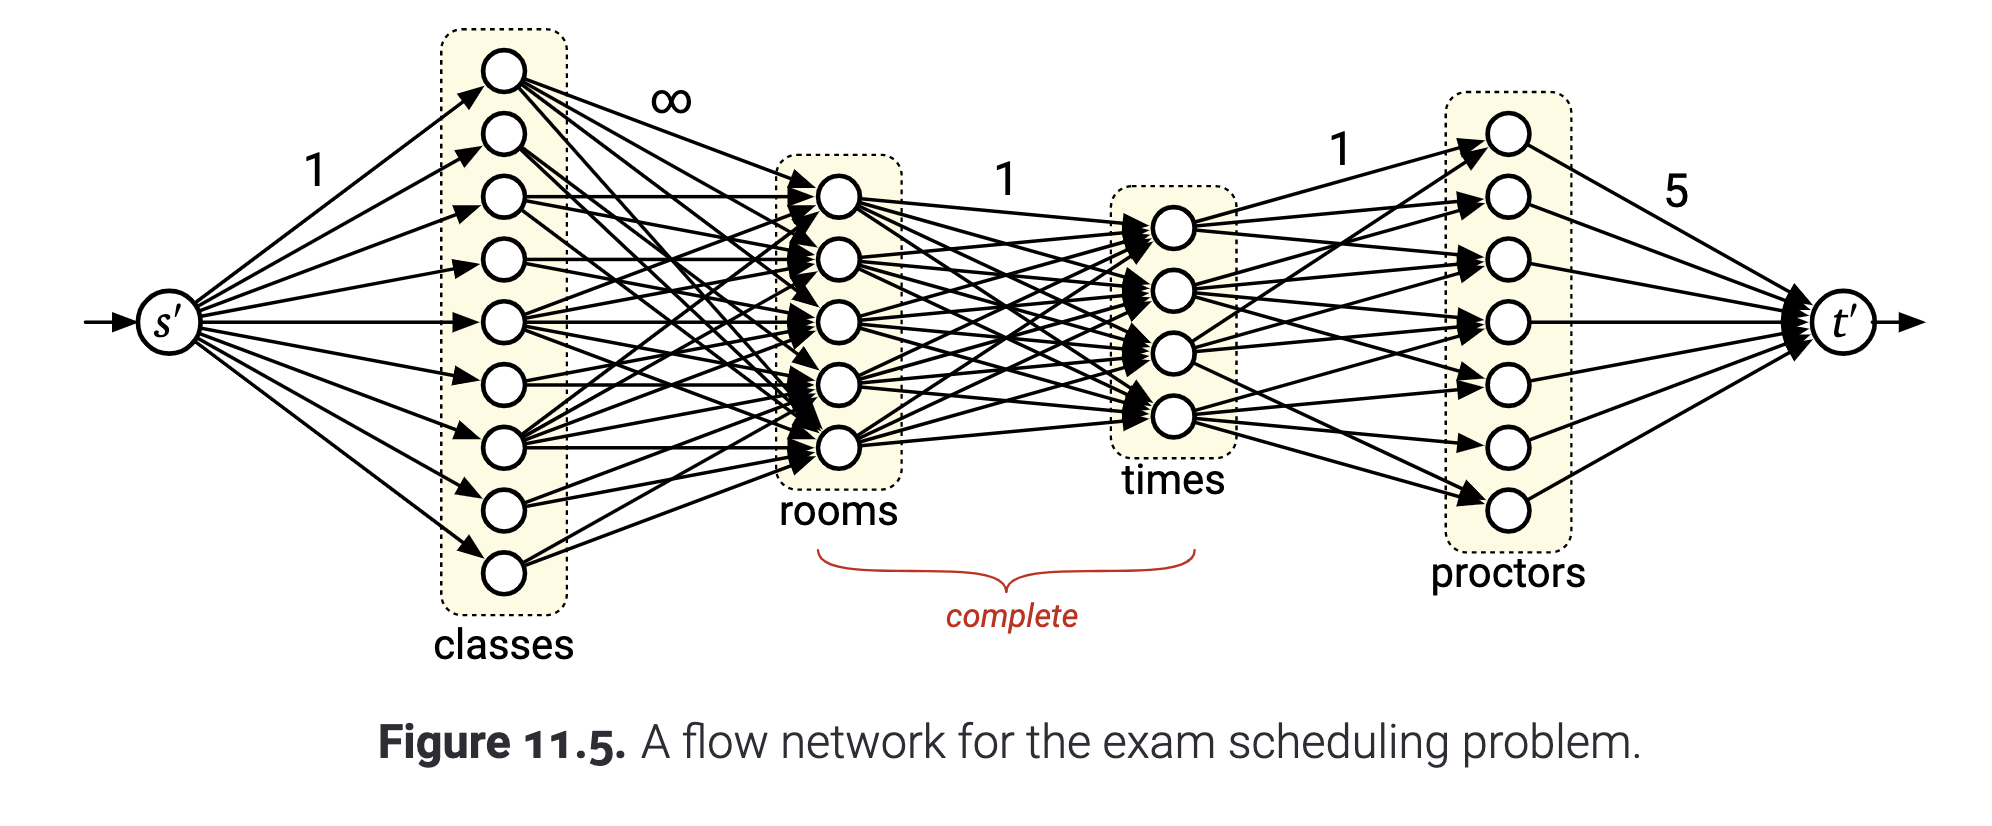 1
∞
1
1
5
s′
t′
rooms
times
proctors
complete
classes
Figure 11.5. A flow network for the exam scheduling problem.